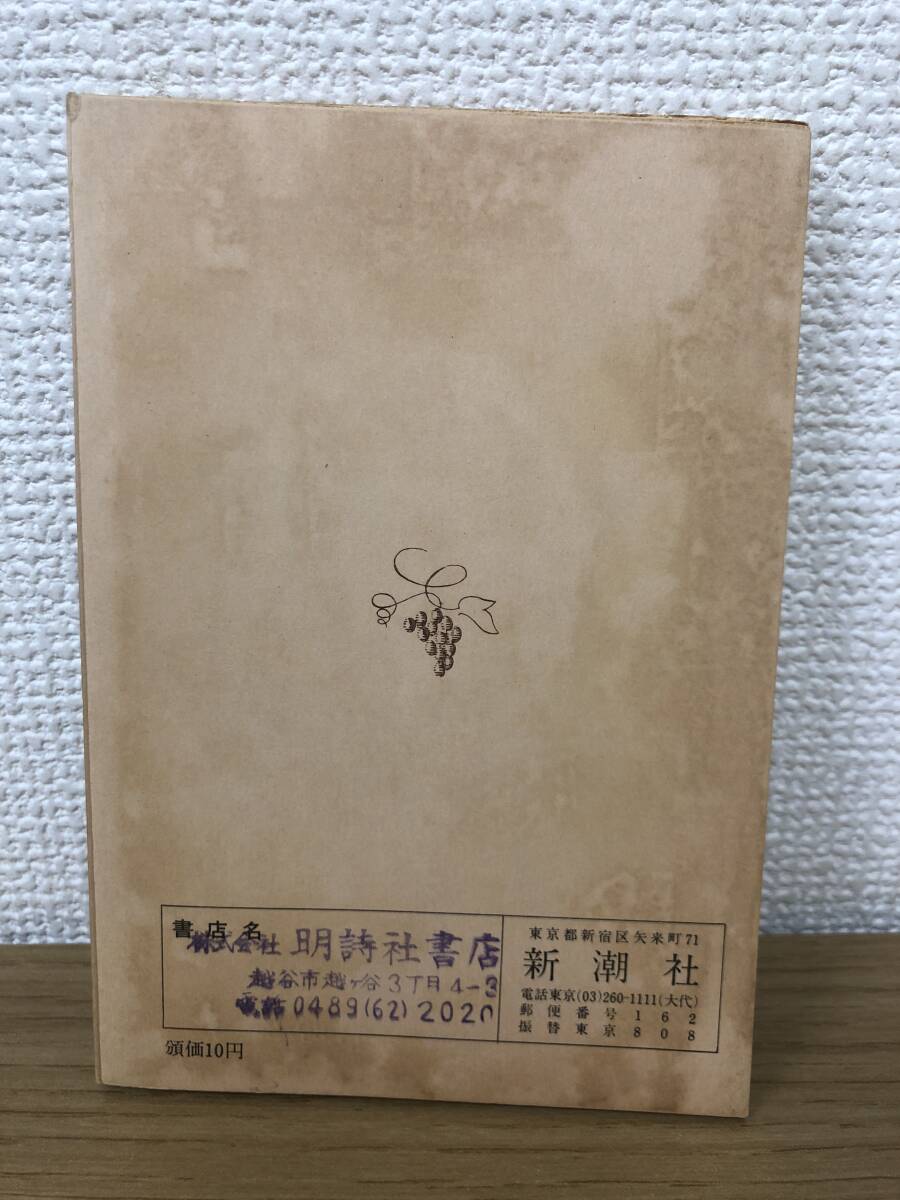 書店名
株式会社 明詩社書店
越谷市越ヶ谷3丁目4-3
電話 0489(62)2020
東京都新宿区矢来町71
新潮社
電話東京(03)260-1111(大代)
郵便番号162
振替東京808
頒価10円